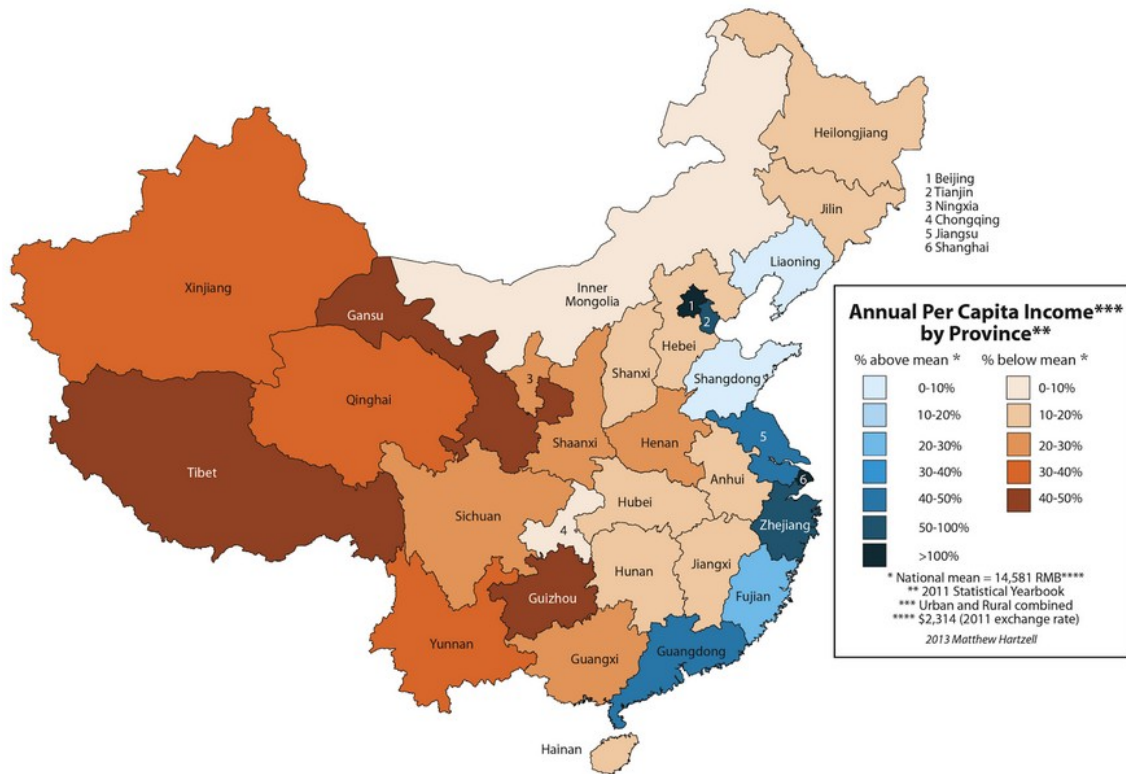 Heilongjiang
1 Beijing
2 Tianjin
3 Ningxia
4 Chongqing
5 Jiangsu
6 Shanghai
Jilin
Liaoning
Xinjiang
Inner
Mongolia
Gansu
1
2
Hebei
Shanxi
Shangdong
3
Qinghai
Shaanxi
Henan
5
Tibet
Anhui
6
Sichuan
Hubei
4
Zhejiang
Hunan
Jiangxi
Guizhou
Fujian
Yunnan
Guangxi
Guangdong
Hainan
Annual Per Capita Income***
by Province**
% above mean * % below mean *
0-10% 0-10%
10-20% 10-20%
20-30% 20-30%
30-40% 30-40%
40-50% 40-50%
50-100%
>100%
* National mean = 14,581 RMB****
** 2011 Statistical Yearbook
*** Urban and Rural combined
**** $2,314 (2011 exchange rate)
2013 Matthew Hartzell